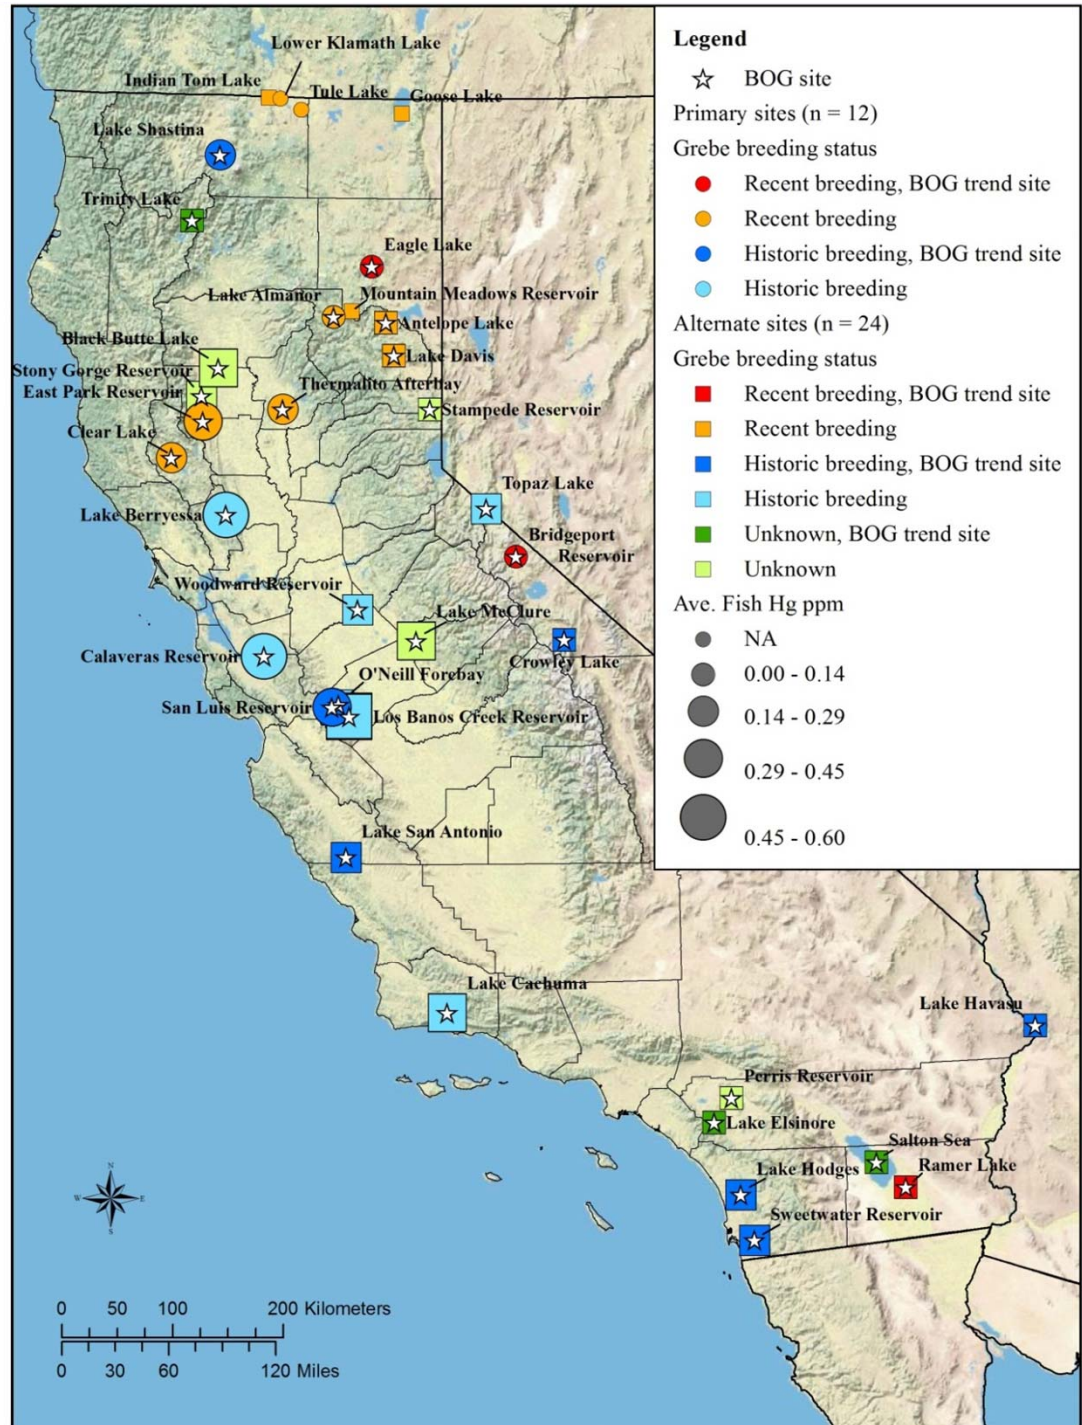 Legend
BOG site
Primary sites (n = 12)
Grebe breeding status
Recent breeding, BOG trend site
Recent breeding
Historic breeding, BOG trend site
Historic breeding
Alternate sites (n = 24)
Grebe breeding status
Recent breeding, BOG trend site
Recent breeding
Historic breeding, BOG trend site
Historic breeding
Unknown, BOG trend site
Unknown
Ave. Fish Hg ppm
NA
0.00 - 0.14
0.14 - 0.29
0.29 - 0.45
0.45 - 0.60
Lower Klamath Lake
Indian Tom Lake
Tule Lake
Goose Lake
Lake Shastina
Trinity Lake
Eagle Lake
Lake Almanor
Mountain Meadows Reservoir
Antelope Lake
Black Butte Lake
Lake Davis
Stony Gorge Reservoir
Thermalito Afterbay
East Park Reservoir
Stampede Reservoir
Clear Lake
Topaz Lake
Lake Berryessa
Bridgeport
Reservoir
Woodward Reservoir
Lake McClure
Calaveras Reservoir
Crowley Lake
O'Neill Forebay
San Luis Reservoir
Los Banos Creek Reservoir
Lake San Antonio
Lake Cachuma
Lake Havasu
Perris Reservoir
Lake Elsinore
Salton Sea
Lake Hodges
Ramer Lake
Sweetwater Reservoir
N
W
E
S
0 50 100 200 Kilometers
0 30 60 120 Miles